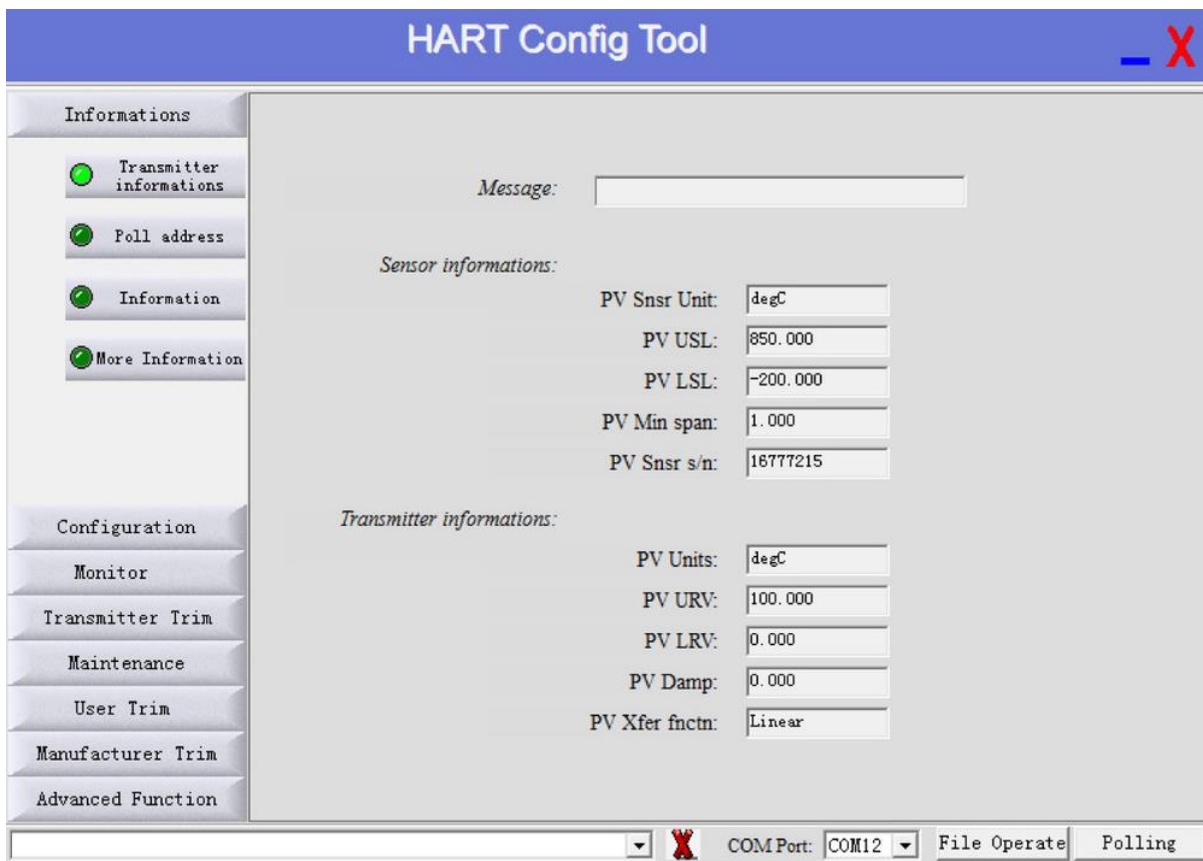 HART Config Tool
X
Informations
Transmitter
informations
Poll address
Information
More Information
Configuration
Monitor
Transmitter Trim
Maintenance
User Trim
Manufacturer Trim
Advanced Function
Message:
Sensor informations:
PV Snsr Unit: degC
PV USL: 850.000
PV LSL: -200.000
PV Min span: 1.000
PV Snsr s/n: 16777215
Transmitter informations:
PV Units: degC
PV URV: 100.000
PV LRV: 0.000
PV Damp: 0.000
PV Xfer fnctn: Linear
X COM Port: COM12 File Operate Polling